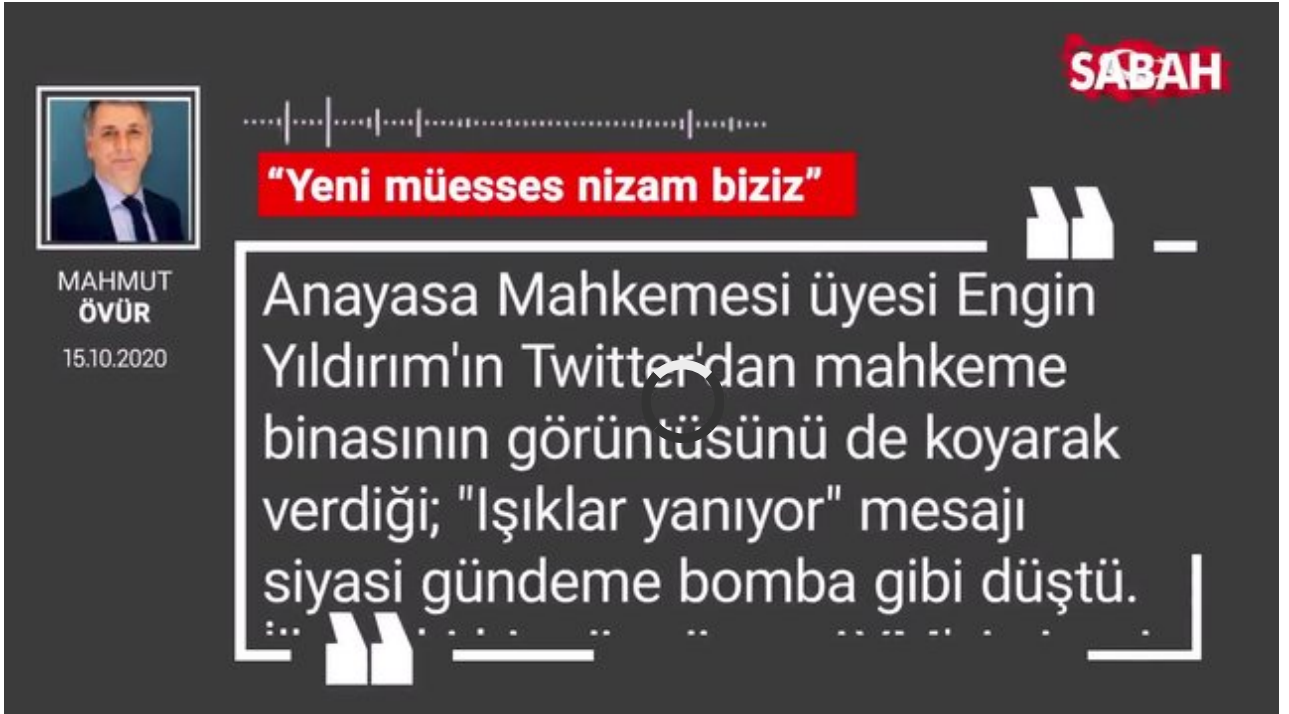 SABAH
"Yeni müesses nizam biziz"
MAHMUT
ÖVÜR
15.10.2020
Anayasa Mahkemesi üyesi Engin
Yıldırım'ın Twitter'dan mahkeme
binasının görüntüsünü de koyarak
verdiği; "Işıklar yanıyor" mesajı
siyasi gündeme bomba gibi düştü.